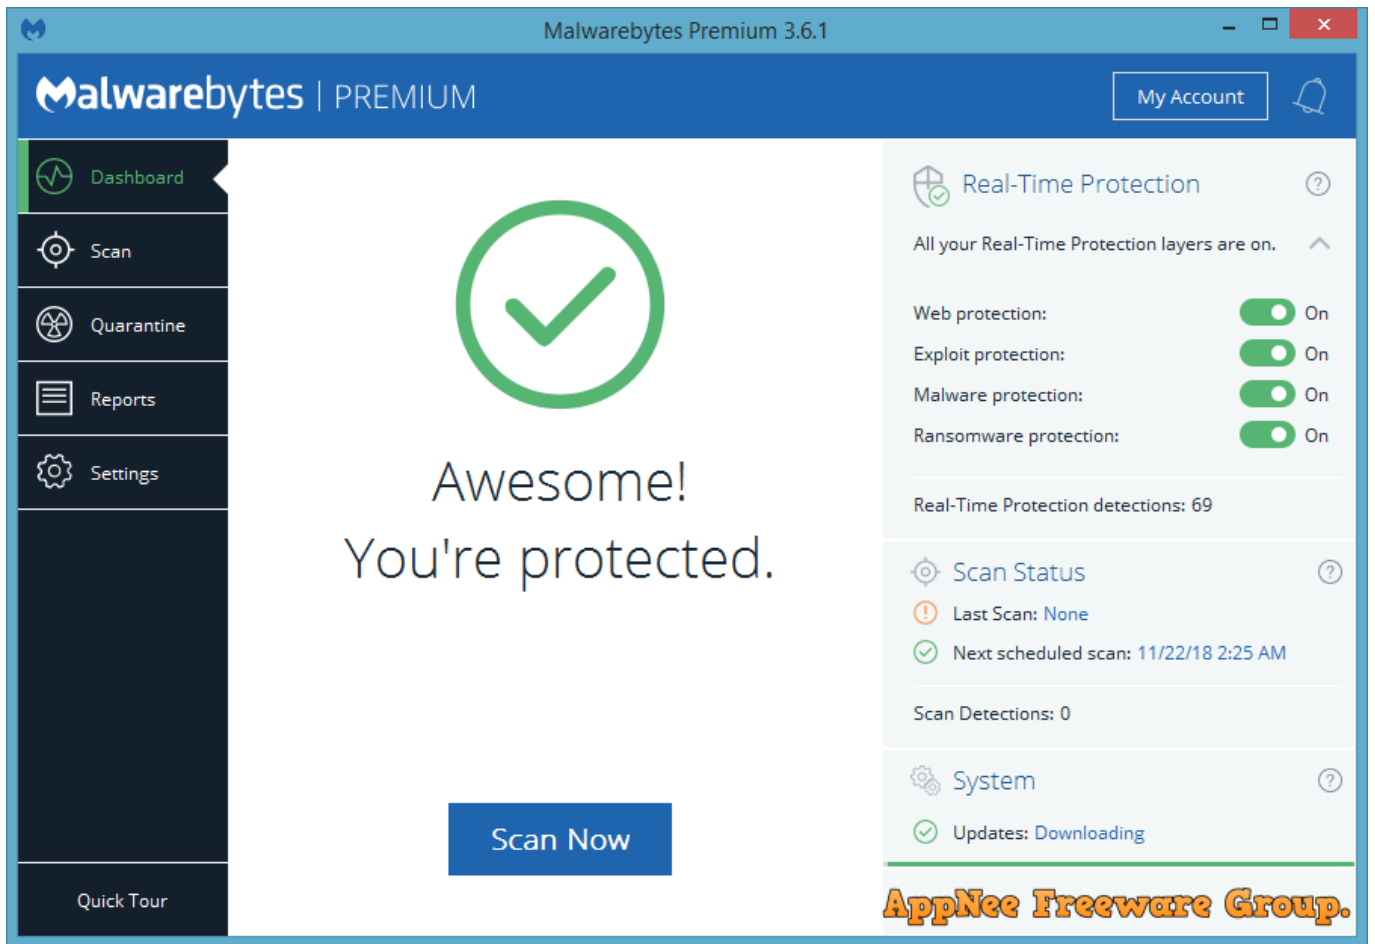 Malwarebytes Premium 3.6.1
Malwarebytes | PREMIUM
My Account
Dashboard
Scan
Quarantine
Reports
Settings
Quick Tour
Awesome!
You're protected.
Scan Now
Real-Time Protection
?
All your Real-Time Protection layers are on.
Web protection: On
Exploit protection: On
Malware protection: On
Ransomware protection: On
Real-Time Protection detections: 69
Scan Status
?
Last Scan: None
Next scheduled scan: 11/22/18 2:25 AM
Scan Detections: 0
System
?
Updates: Downloading
AppNee Freeware Group.